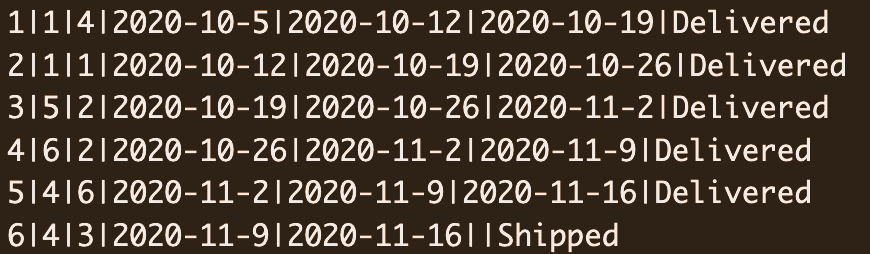 1|1|4|2020-10-5|2020-10-12|2020-10-19|Delivered
2|1|1|2020-10-12|2020-10-19|2020-10-26|Delivered
3|5|2|2020-10-19|2020-10-26|2020-11-2|Delivered
4|6|2|2020-10-26|2020-11-2|2020-11-9|Delivered
5|4|6|2020-11-2|2020-11-9|2020-11-16|Delivered
6|4|3|2020-11-9|2020-11-16||Shipped